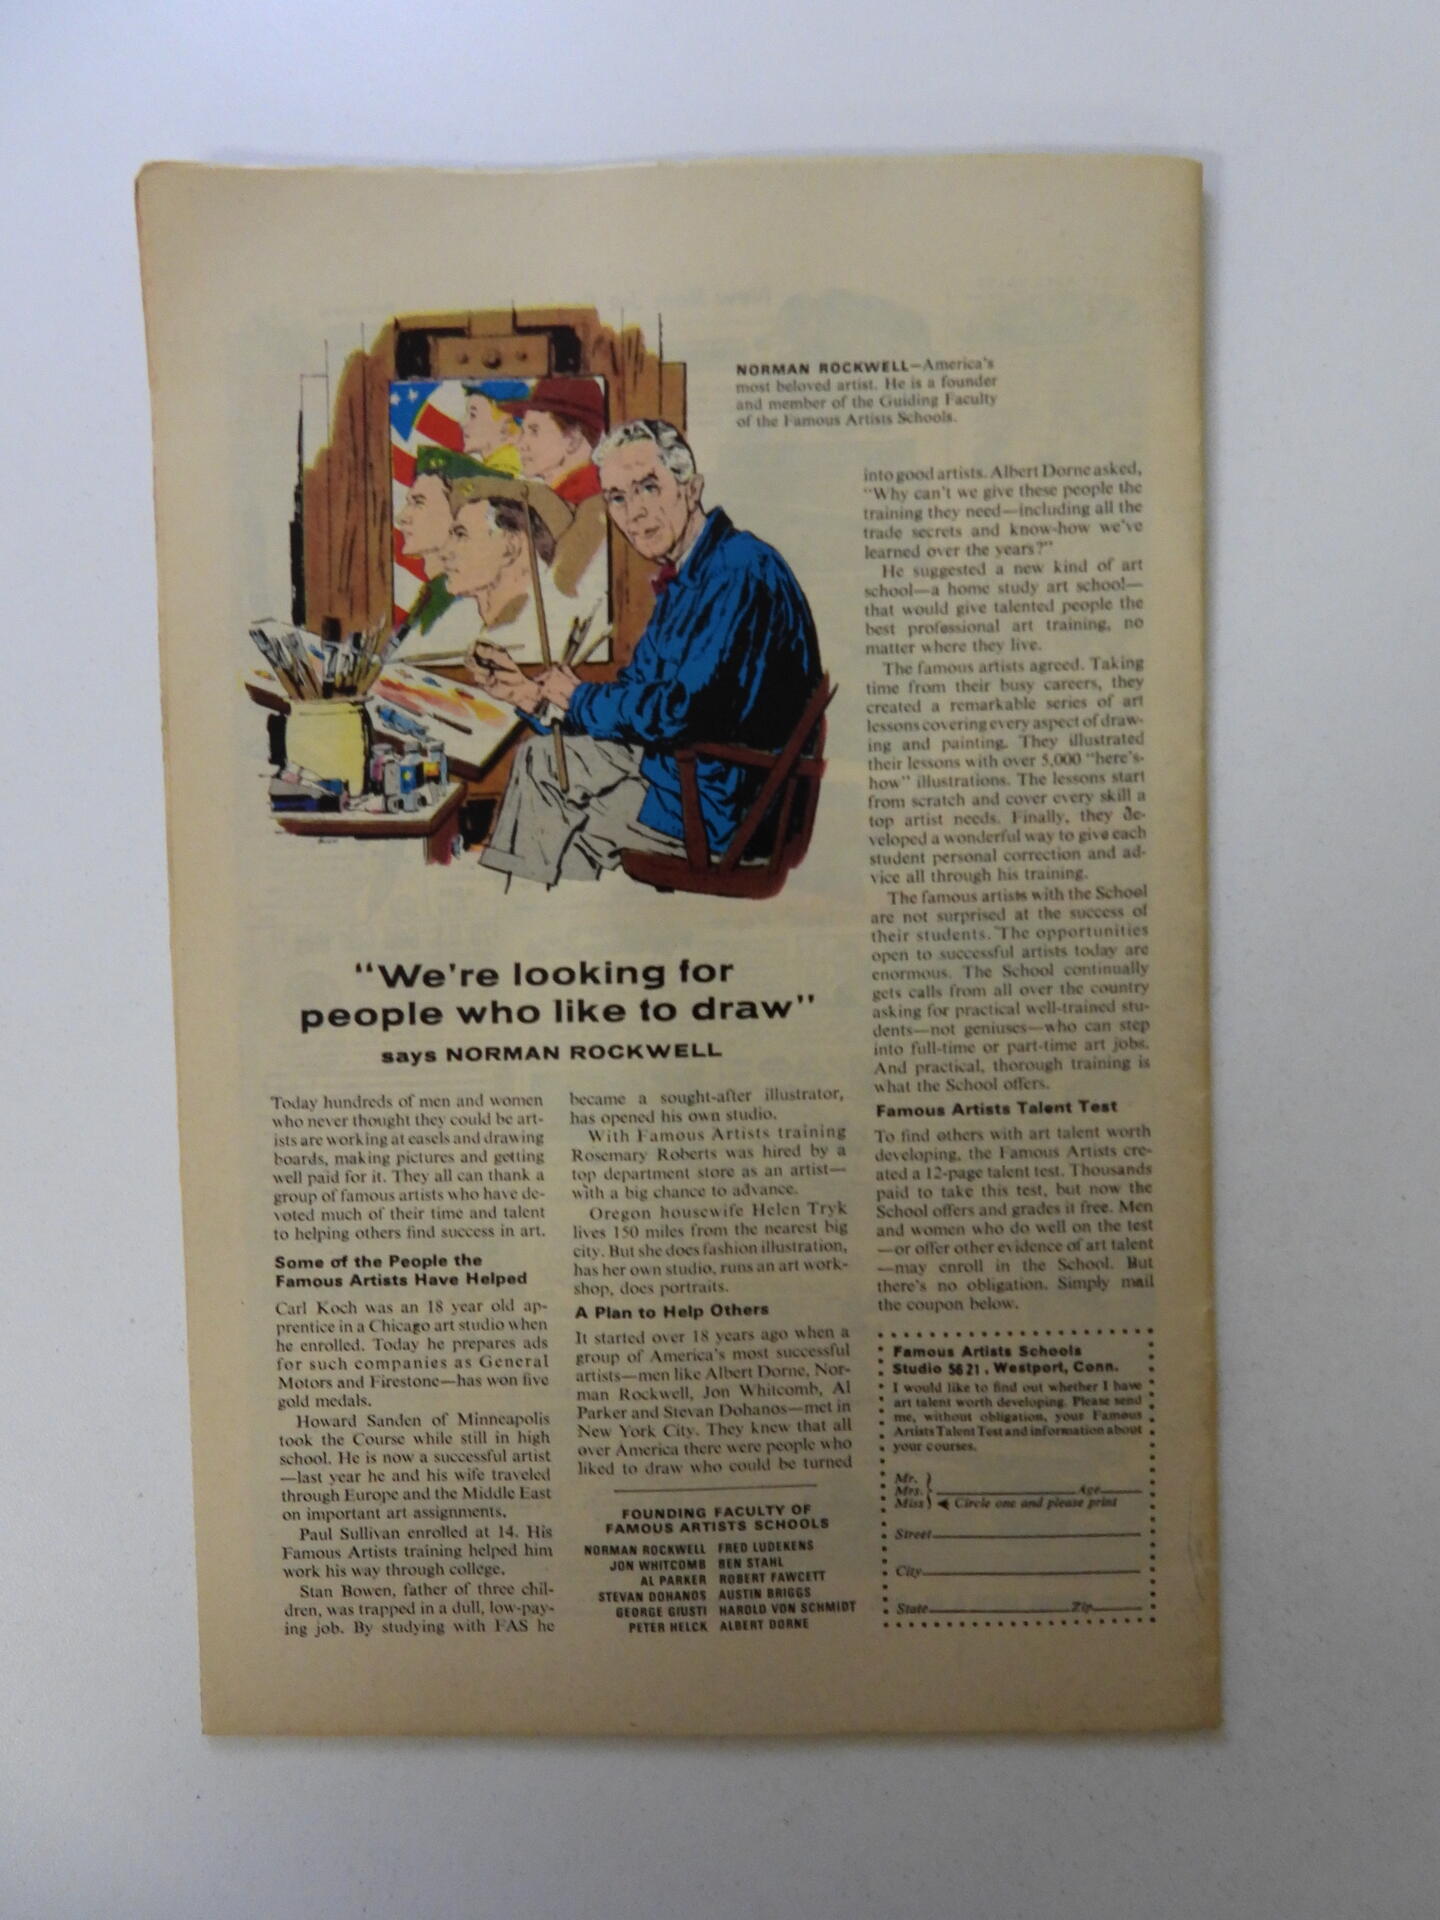 NORMAN ROCKWELL—America's
most beloved artist. He is a founder
and member of the Guiding Faculty
of the Famous Artists Schools.
"We're looking for
people who like to draw"
says NORMAN ROCKWELL
Today hundreds of men and women
who never thought they could be art-
ists are working at easels and drawing
boards, making pictures and getting
well paid for it. They all can thank a
group of famous artists who have de-
voted much of their time and talent
to helping others find success in art.
Some of the People the
Famous Artists Have Helped
Carl Koch was an 18 year old ap-
prentice in a Chicago art studio when
he enrolled. Today he prepares ads
for such companies as General
Motors and Firestone—has won five
gold medals.
Howard Sanden of Minneapolis
took the Course while still in high
school. He is now a successful artist
—last year he and his wife traveled
through Europe and the Middle East
on important art assignments.
Paul Sullivan enrolled at 14. His
Famous Artists training helped him
work his way through college.
Stan Bowen, father of three chil-
dren, was trapped in a dull, low-pay-
ing job. By studying with FAS he
became a sought-after illustrator,
has opened his own studio.
With Famous Artists training
Rosemary Roberts was hired by a
top department store as an artist—
with a big chance to advance.
Oregon housewife Helen Tryk
lives 150 miles from the nearest big
city. But she does fashion illustration,
has her own studio, runs an art work-
shop, does portraits.
A Plan to Help Others
It started over 18 years ago when a
group of America's most successful
artists—men like Albert Dorne, Nor-
man Rockwell, Jon Whitcomb, Al
Parker and Stevan Dohanos—met in
New York City. They knew that all
over America there were people who
liked to draw who could be turned
FOUNDING FACULTY OF
FAMOUS ARTISTS SCHOOLS
NORMAN ROCKWELL FRED LUDEKENS
JON WHITCOMB BEN STAHL
AL PARKER ROBERT FAWCETT
STEVAN DOHANOS AUSTIN BRIGGS
GEORGE GIUSTI HAROLD VON SCHMIDT
PETER HELCK ALBERT DORNE
into good artists. Albert Dorne asked,
"Why can't we give these people the
training they need—including all the
trade secrets and know-how we've
learned over the years?"
He suggested a new kind of art
school—a home study art school—
that would give talented people the
best professional art training, no
matter where they live.
The famous artists agreed. Taking
time from their busy careers, they
created a remarkable series of art
lessons covering every aspect of draw-
ing and painting. They illustrated
their lessons with over 5,000 "here's-
how" illustrations. The lessons start
from scratch and cover every skill a
top artist needs. Finally, they de-
veloped a wonderful way to give each
student personal correction and ad-
vice all through his training.
The famous artists with the School
are not surprised at the success of
their students. The opportunities
open to successful artists today are
enormous. The School continually
gets calls from all over the country
asking for practical well-trained stu-
dents—not geniuses—who can step
into full-time or part-time art jobs.
And practical, thorough training is
what the School offers.
Famous Artists Talent Test
To find others with art talent worth
developing, the Famous Artists cre-
ated a 12-page talent test. Thousands
paid to take this test, but now the
School offers and grades it free. Men
and women who do well on the test
—or offer other evidence of art talent
—may enroll in the School. But
there's no obligation. Simply mail
the coupon below.
Famous Artists Schools
Studio 5621, Westport, Conn.
I would like to find out whether I have
art talent worth developing. Please send
me, without obligation, your Famous
Artists Talent Test and information about
your courses.
Mr.
Mrs. Age
Miss Circle one and please print
Street
City
State Zip